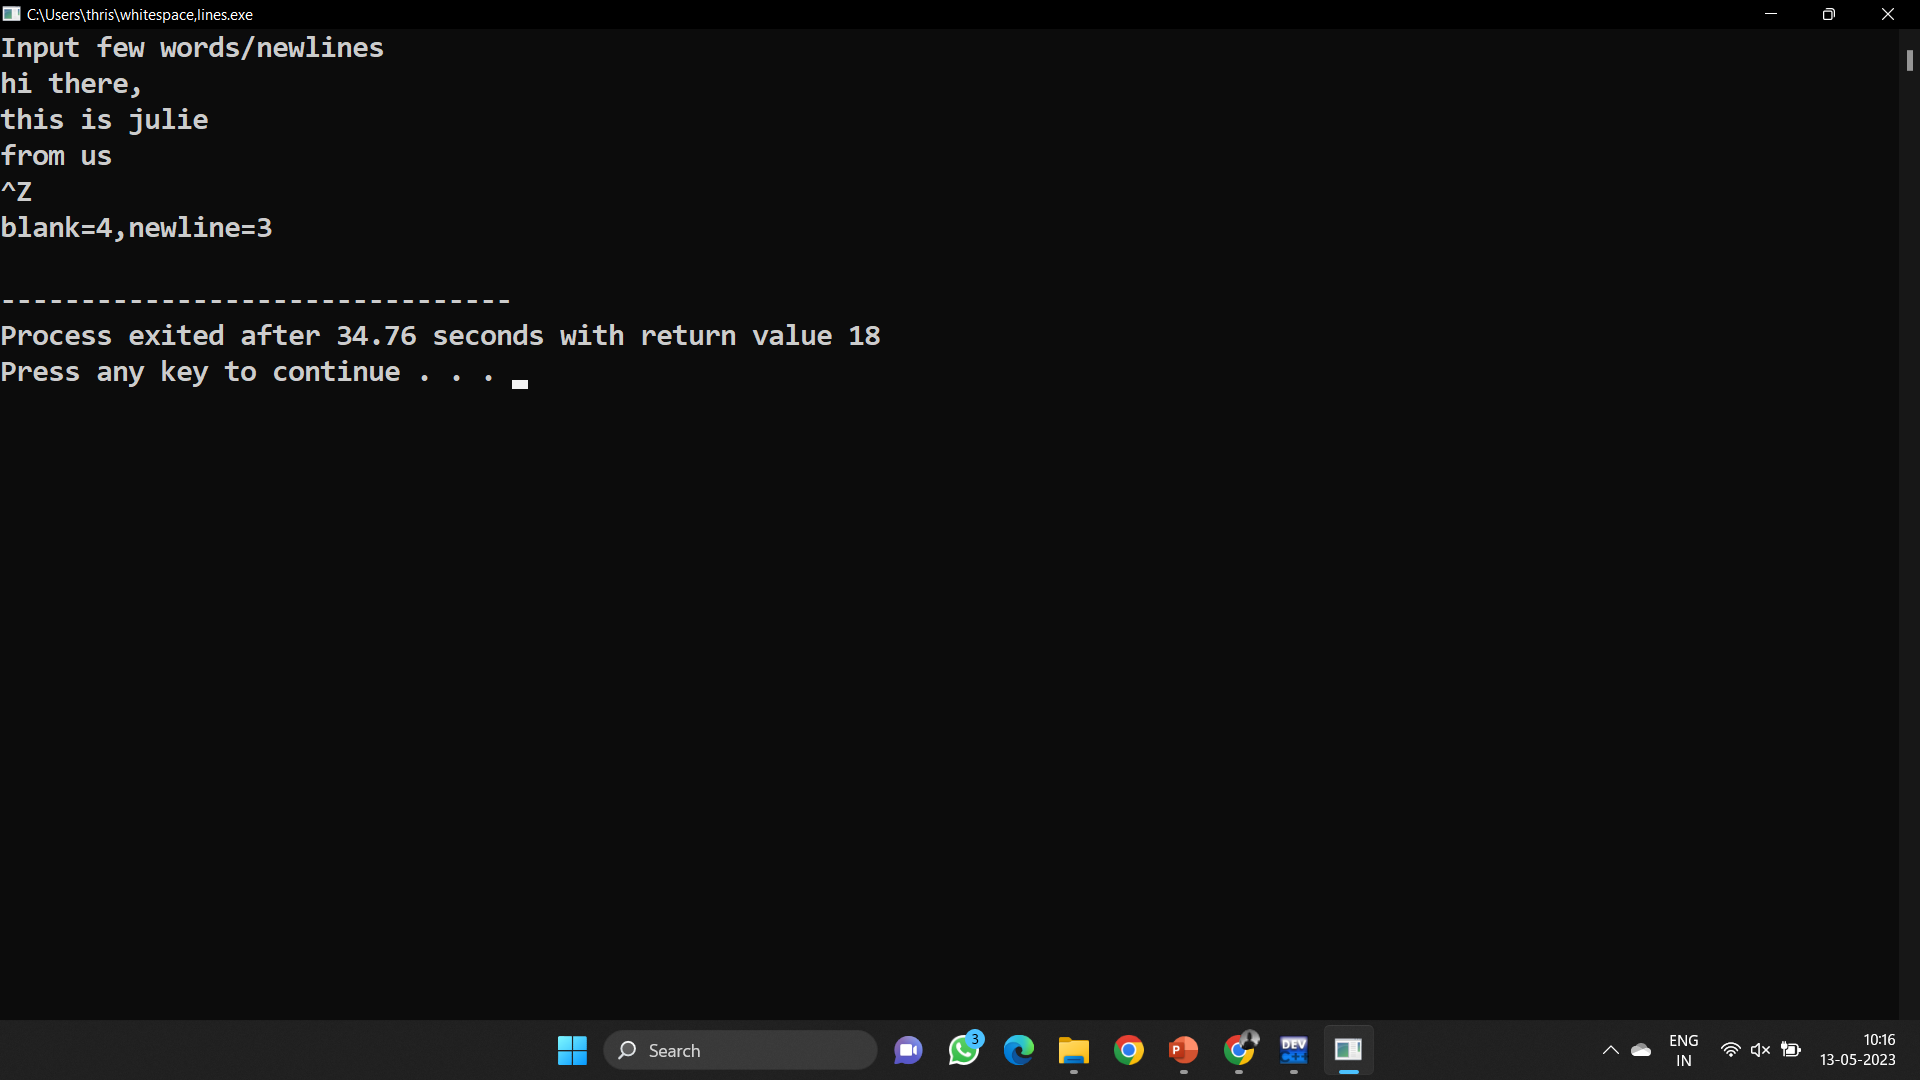 C:\Users\thris\whitespace,lines.exe
Input few words/newlines
hi there,
this is julie
from us
^Z
blank=4,newline=3
--------------------------------
Process exited after 34.76 seconds with return value 18
Press any key to continue . . .
Search
3
P
DEV
C++
ENG
IN
10:16
13-05-2023